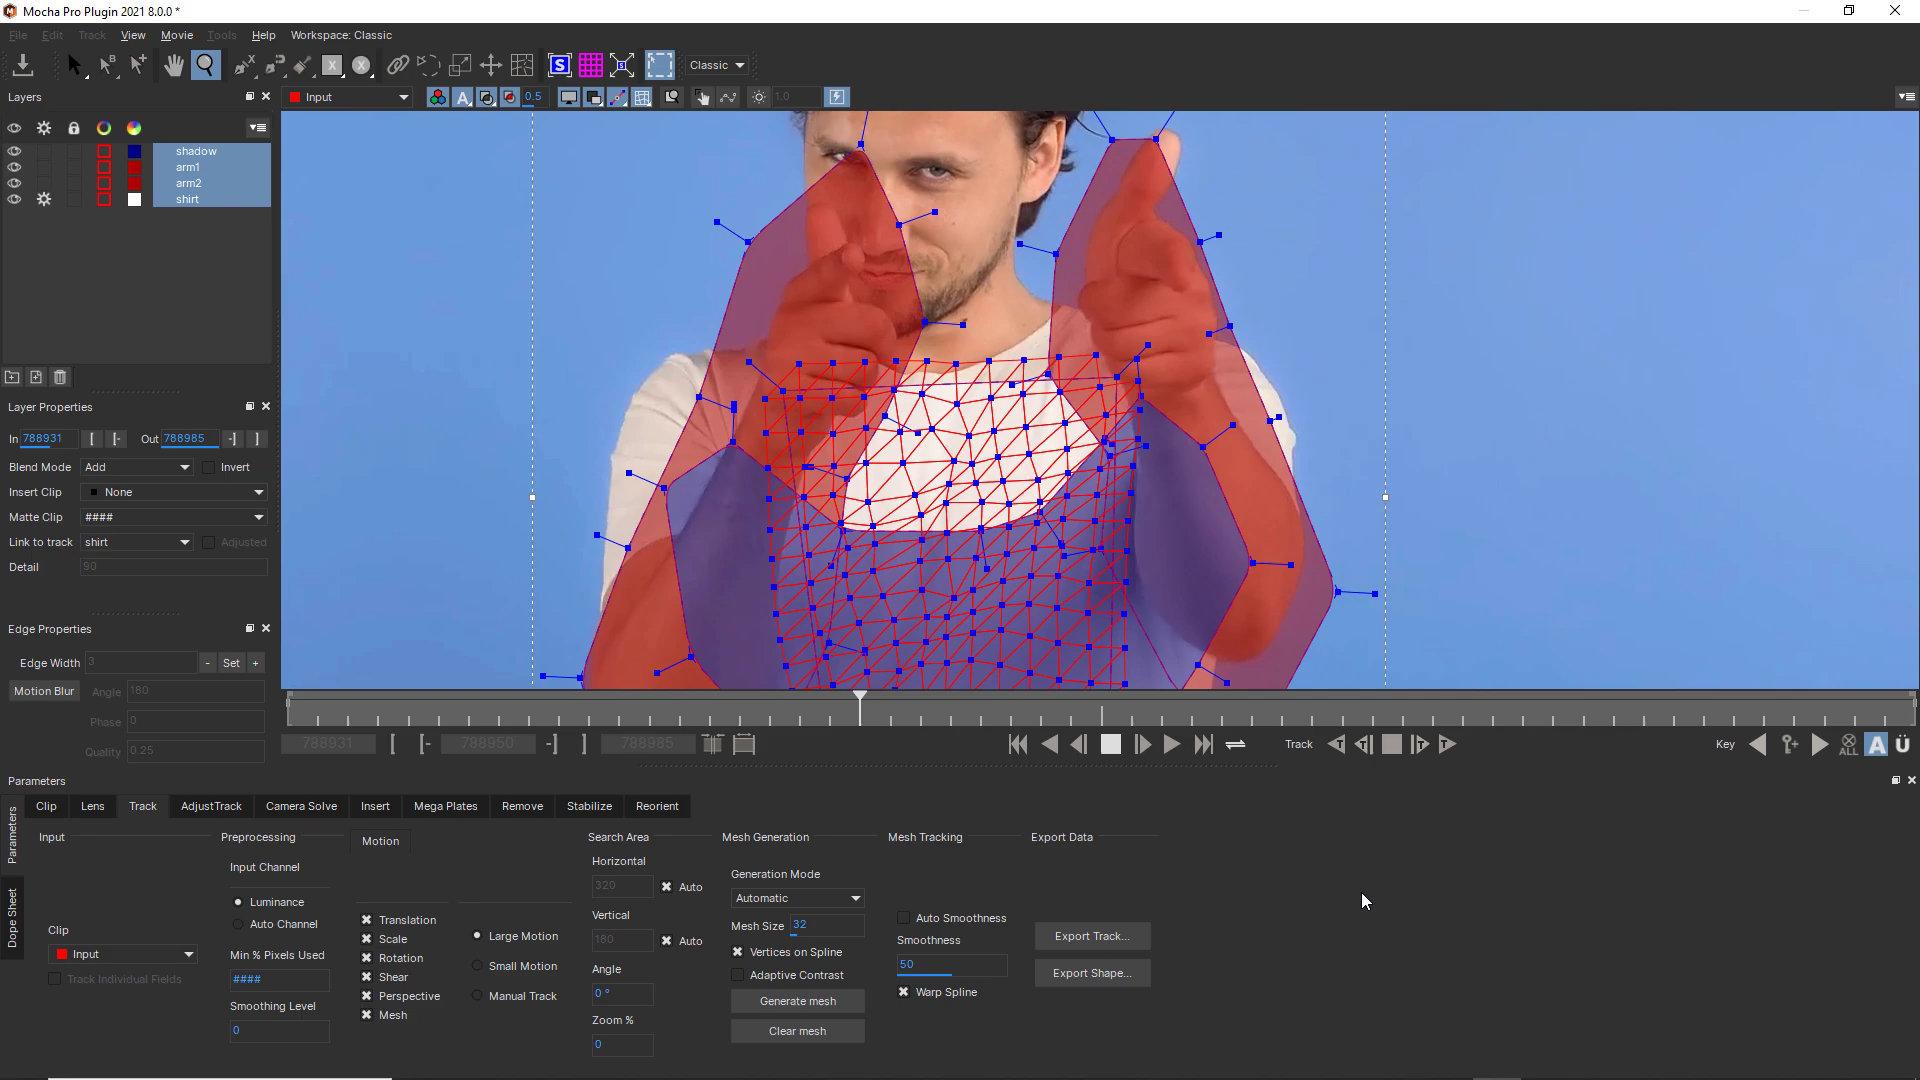 Mocha Pro Plugin 2021 8.0.0 *
File Edit Track View Movie Tools Help Workspace: Classic
Classic
Layers
Input
0.5
1.0
shadow
arm1
arm2
shirt
Layer Properties
In 788931 Out 788985
Blend Mode Add Invert
Insert Clip None
Matte Clip ####
Link to track shirt Adjusted
Detail 90
Edge Properties
Edge Width 3 - Set +
Motion Blur Angle 180
Phase 0
Quality 0.25
788931 788950 788985
Track
Key
ALL
Parameters
Parameters
Dope Sheet
Clip Lens Track AdjustTrack Camera Solve Insert Mega Plates Remove Stabilize Reorient
Input
Clip
Input
Track Individual Fields
Preprocessing
Input Channel
Luminance
Auto Channel
Min % Pixels Used
####
Smoothing Level
0
Motion
Translation
Scale
Rotation
Shear
Perspective
Mesh
Large Motion
Small Motion
Manual Track
Search Area
Horizontal
320 Auto
Vertical
180 Auto
Angle
0 °
Zoom %
0
Mesh Generation
Generation Mode
Automatic
Mesh Size 32
Vertices on Spline
Adaptive Contrast
Generate mesh
Clear mesh
Mesh Tracking
Auto Smoothness
Smoothness
50
Warp Spline
Export Data
Export Track...
Export Shape...